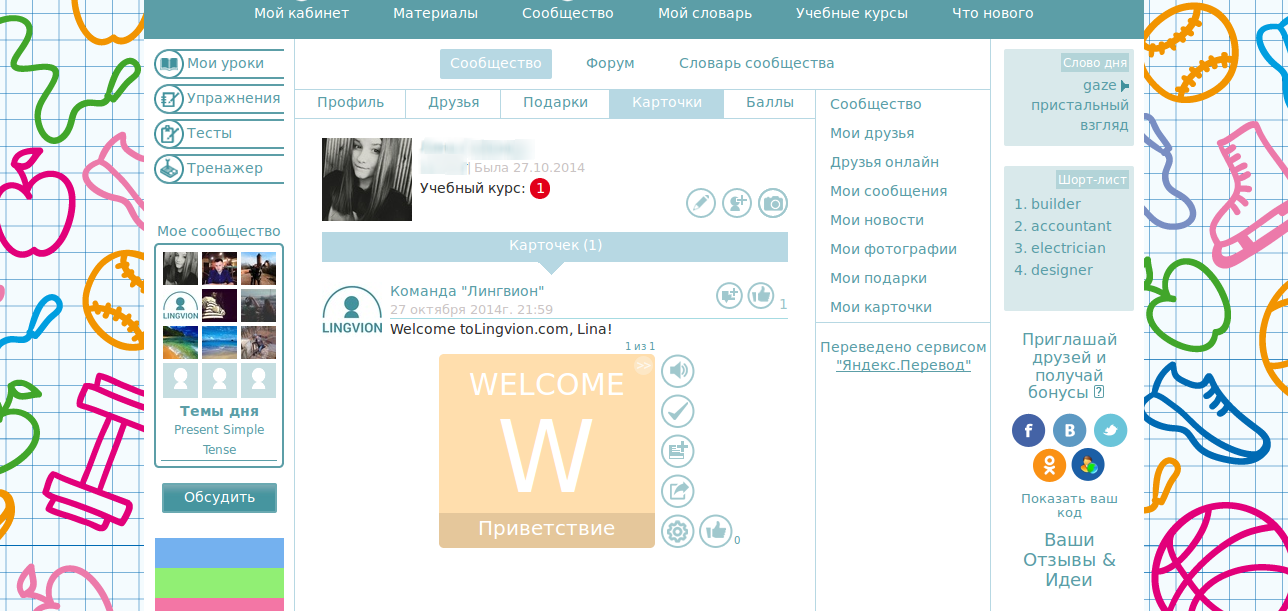 Мой кабинет Материалы Сообщество Мой словарь Учебные курсы Что нового
Мои уроки
Упражнения
Тесты
Тренажер
Мое сообщество
LINGVION
Темы дня
Present Simple
Tense
Обсудить
Сообщество Форум Словарь сообщества
Профиль Друзья Подарки Карточки Баллы
Была 27.10.2014
Учебный курс: 1
Карточек (1)
LINGVION
Команда "Лингвион"
27 октября 2014г. 21:59
1
Welcome toLingvion.com, Lina!
1 из 1
>>
WELCOME
W
Приветствие
0
Сообщество
Мои друзья
Друзья онлайн
Мои сообщения
Мои новости
Мои фотографии
Мои подарки
Мои карточки
Переведено сервисом
"Яндекс.Перевод"
Слово дня
gaze
пристальный
взгляд
Шорт-лист
1. builder
2. accountant
3. electrician
4. designer
Приглашай
друзей и
получай
бонусы
Показать ваш
код
Ваши
Отзывы &
Идеи